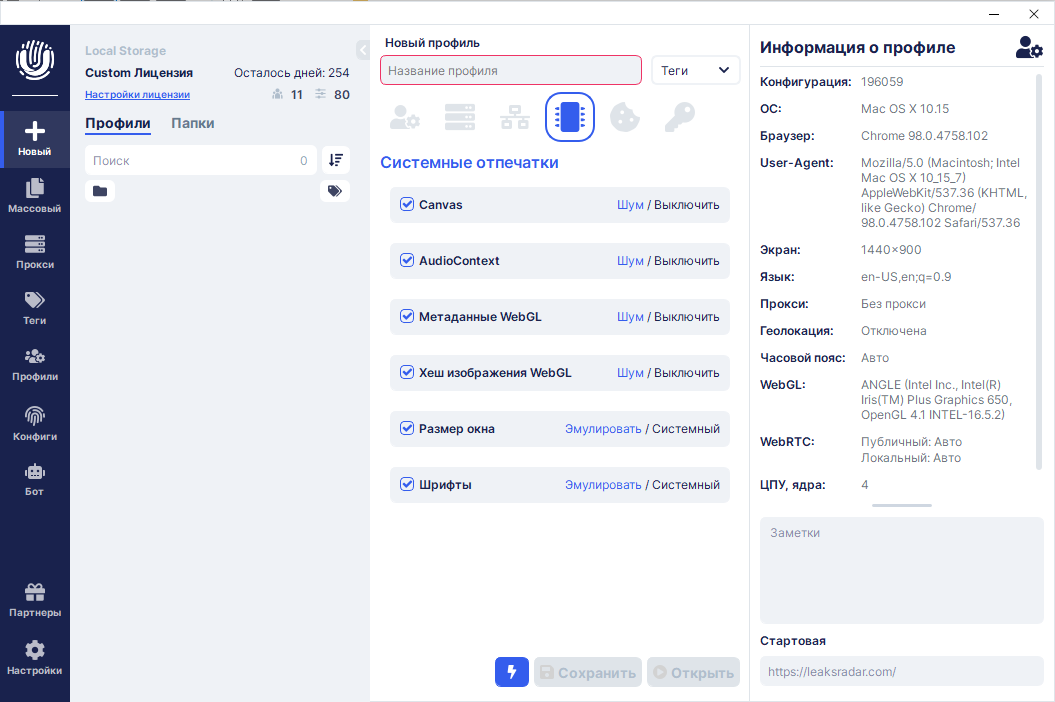 Новый
Массовый
Прокси
Теги
Профили
Конфиги
Бот
Партнеры
Настройки
Local Storage
Custom Лицензия
Осталось дней: 254
Настройки лицензии
11
80
Профили
Папки
Поиск
0
Новый профиль
Название профиля
Теги
Системные отпечатки
Canvas
Шум / Выключить
AudioContext
Шум / Выключить
Метаданные WebGL
Шум / Выключить
Хеш изображения WebGL
Шум / Выключить
Размер окна
Эмулировать / Системный
Шрифты
Эмулировать / Системный
Сохранить
Открыть
Информация о профиле
Конфигурация: 196059
ОС: Mac OS X 10.15
Браузер: Chrome 98.0.4758.102
User-Agent: Mozilla/5.0 (Macintosh; Intel
Mac OS X 10_15_7)
AppleWebKit/537.36 (KHTML,
like Gecko) Chrome/
98.0.4758.102 Safari/537.36
Экран: 1440×900
Язык: en-US,en;q=0.9
Прокси: Без прокси
Геолокация: Отключена
Часовой пояс: Авто
WebGL: ANGLE (Intel Inc., Intel(R)
Iris(TM) Plus Graphics 650,
OpenGL 4.1 INTEL-16.5.2)
WebRTC: Публичный: Авто
Локальный: Авто
ЦПУ, ядра: 4
Заметки
Стартовая
https://leaksradar.com/